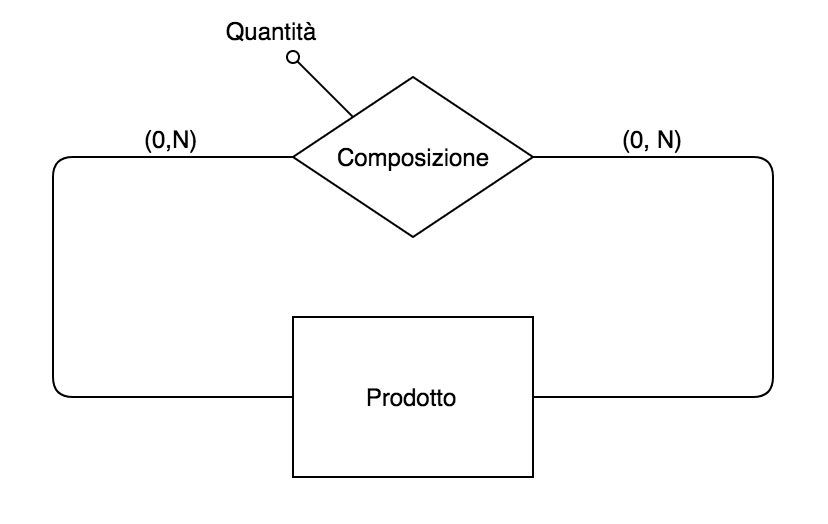 Quantità
(0,N)
(0, N)
Composizione
Prodotto